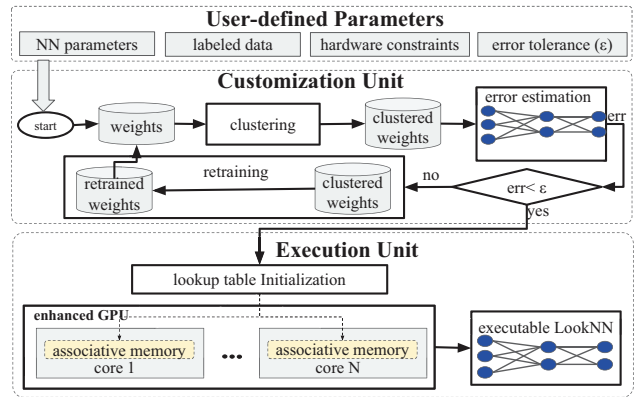 User-defined Parameters
NN parameters
labeled data
hardware constraints
error tolerance (ε)
Customization Unit
start
weights
clustering
clustered
weights
error estimation
err
retraining
retrained
weights
clustered
weights
no
err< ε
yes
Execution Unit
lookup table Initialization
enhanced GPU
associative memory
core 1
...
associative memory
core N
executable LookNN